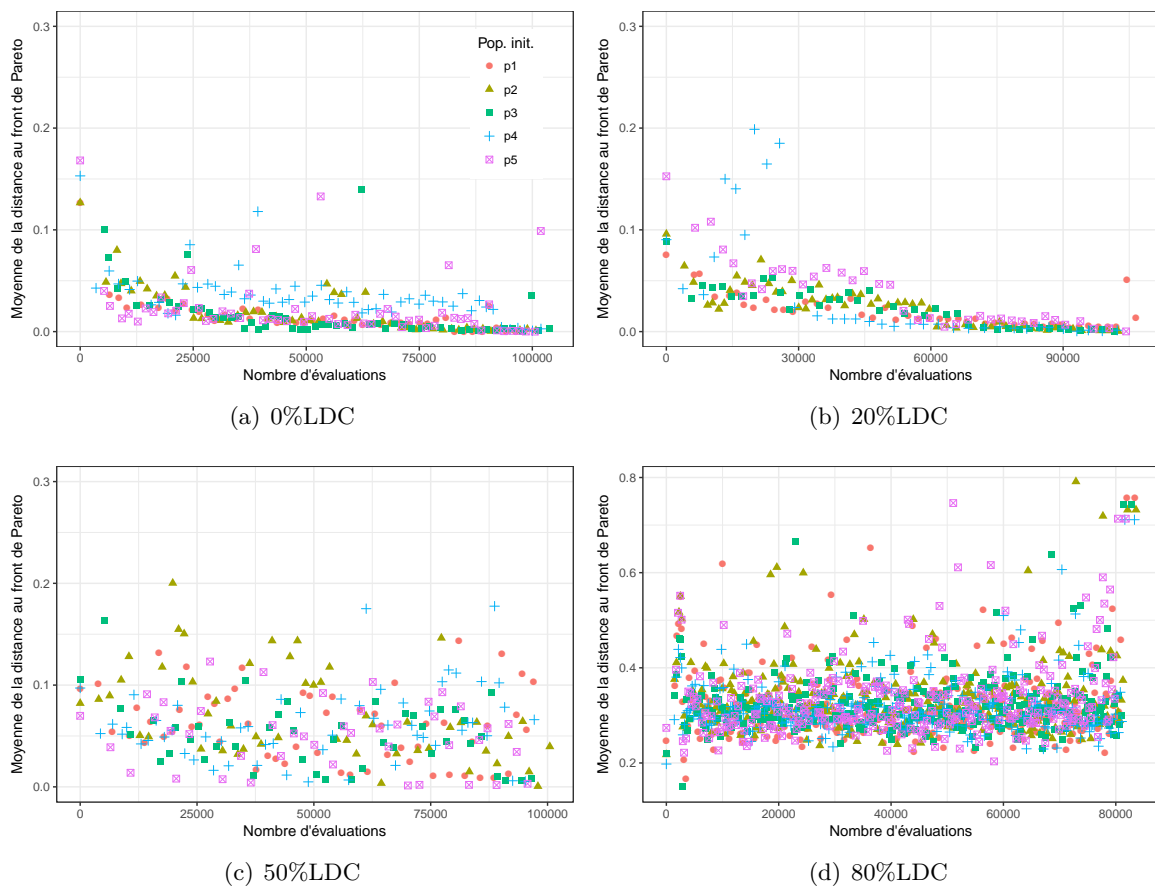 Moyenne de la distance au front de Pareto
0.3
0.2
0.1
0.0
0
25000
50000
75000
100000
Nombre d'évaluations
Pop. init.
p1
p2
p3
p4
p5
(a) 0%LDC
Moyenne de la distance au front de Pareto
0.3
0.2
0.1
0.0
0
30000
60000
90000
Nombre d'évaluations
(b) 20%LDC
Moyenne de la distance au front de Pareto
0.3
0.2
0.1
0.0
0
25000
50000
75000
100000
Nombre d'évaluations
(c) 50%LDC
Moyenne de la distance au front de Pareto
0.8
0.6
0.4
0.2
0
20000
40000
60000
80000
Nombre d'évaluations
(d) 80%LDC